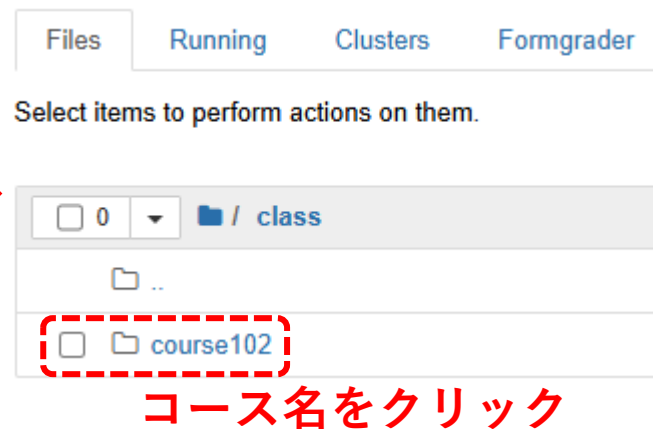 Files Running Clusters Formgrader
Select items to perform actions on them.
0 / class
..
course102
コース名をクリック